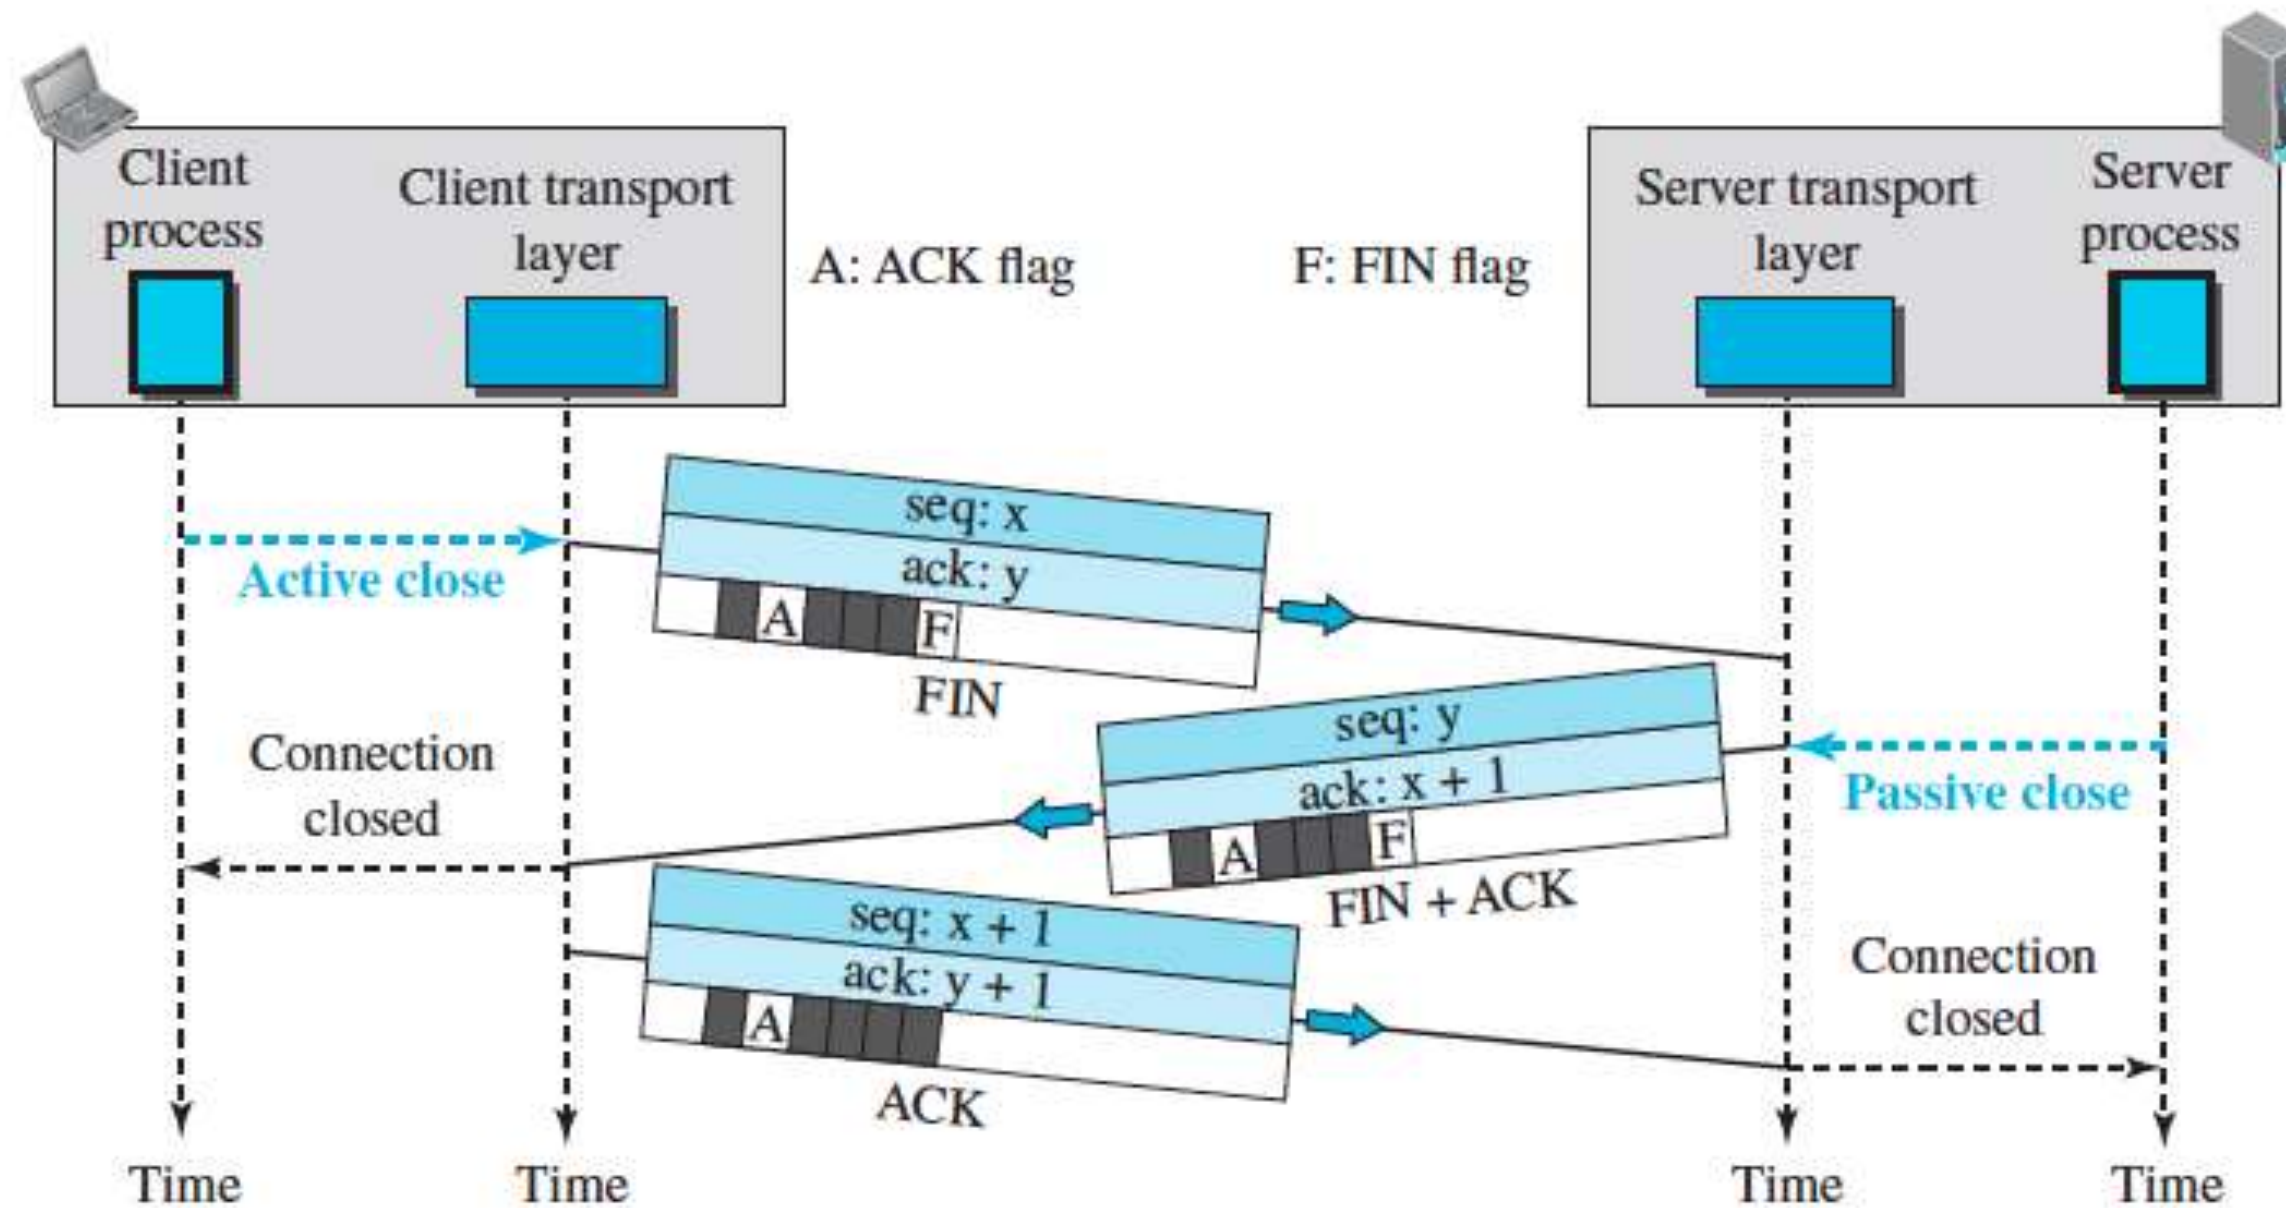 Client
process
Client transport
layer
A: ACK flag
F: FIN flag
Server transport
layer
Server
process
Active close
seq: x
ack: y
A
F
FIN
Passive close
seq: y
ack: x + 1
A
F
FIN + ACK
Connection
closed
seq: x + 1
ack: y + 1
A
ACK
Connection
closed
Time
Time
Time
Time